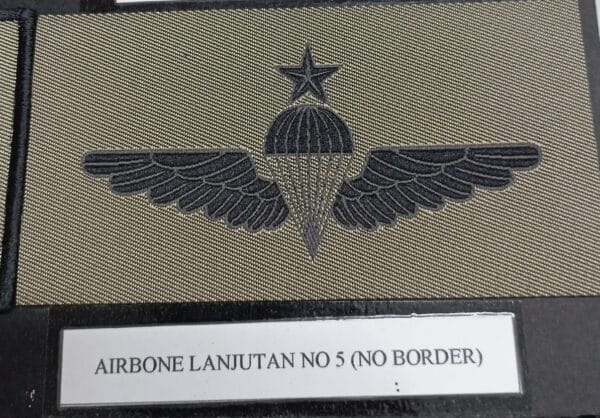 AIRBONE LANJUTAN NO 5 (NO BORDER)